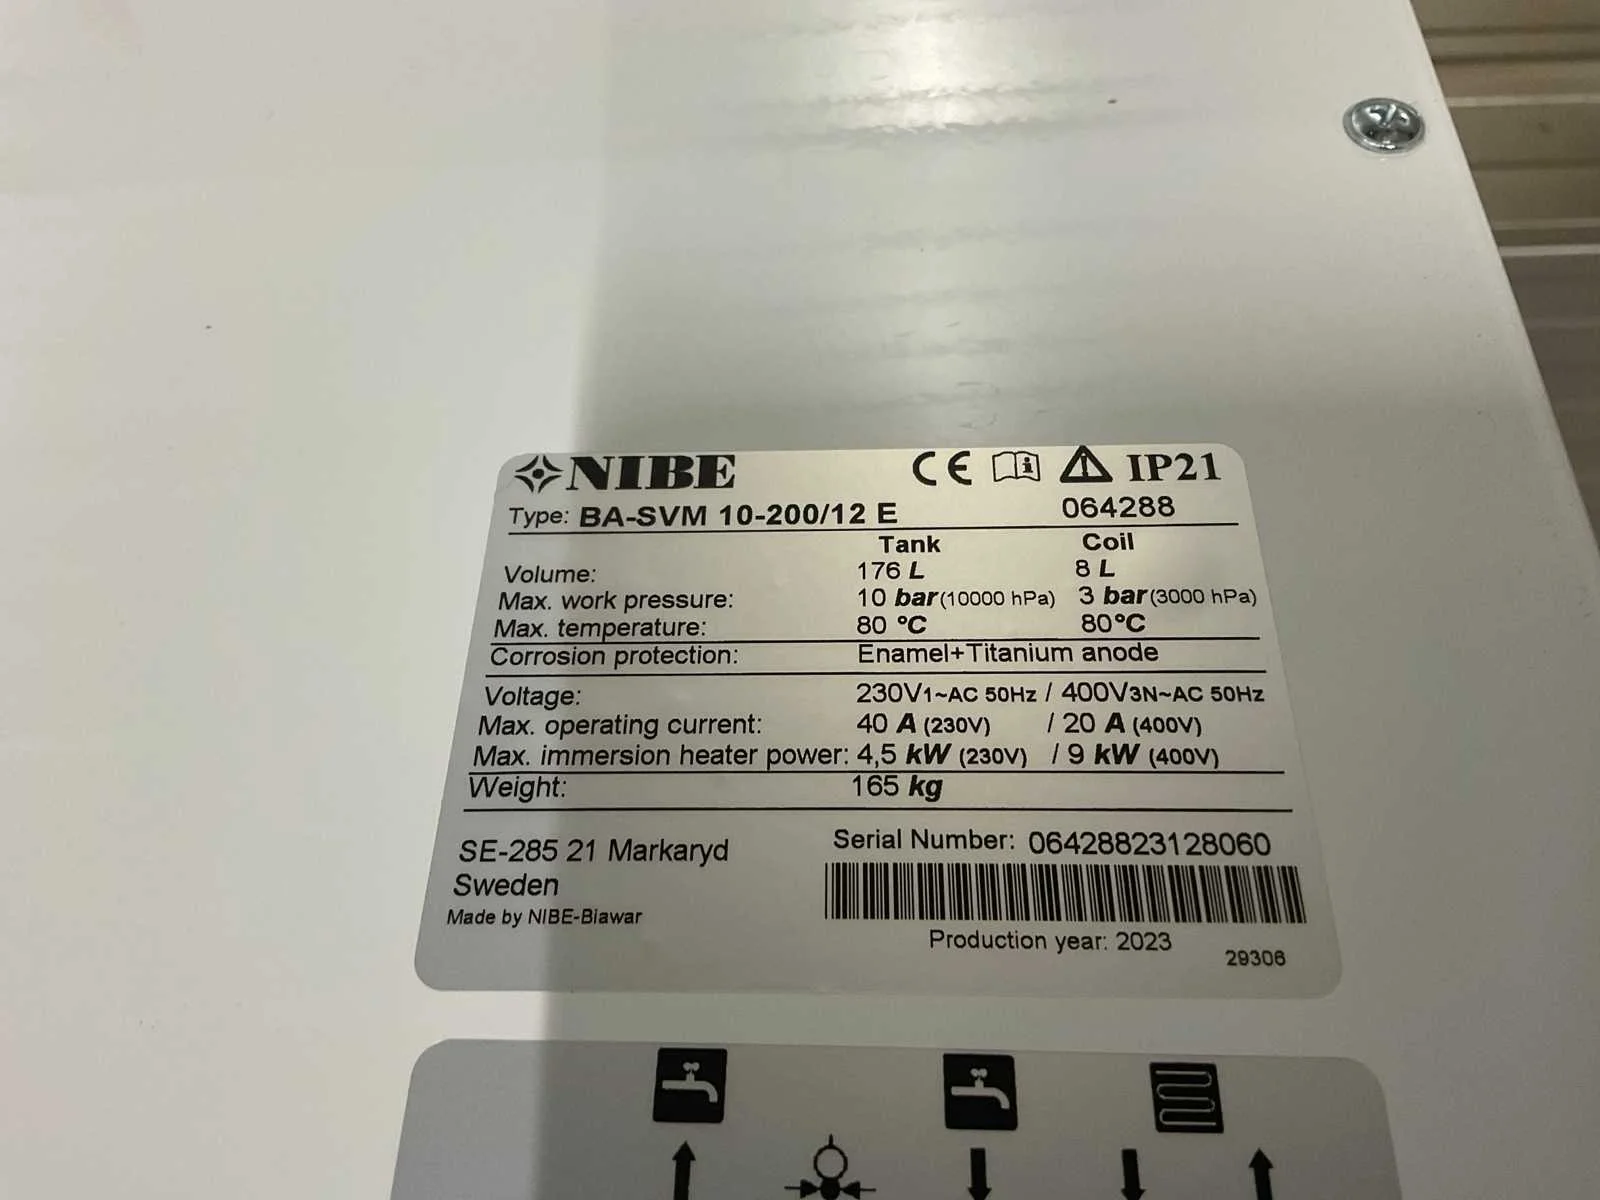 NIBE CE IP21
Type: BA-SVM 10-200/12 E 064288
Tank Coil
Volume: 176 L 8 L
Max. work pressure: 10 bar (10000 hPa) 3 bar (3000 hPa)
Max. temperature: 80 °C 80°C
Corrosion protection: Enamel+Titanium anode
Voltage: 230V1~AC 50Hz / 400V3N~AC 50Hz
Max. operating current: 40 A (230V) / 20 A (400V)
Max. immersion heater power: 4,5 kW (230V) / 9 kW (400V)
Weight: 165 kg
SE-285 21 Markaryd
Sweden
Made by NIBE-Biawar
Serial Number: 06428823128060
Production year: 2023
29306